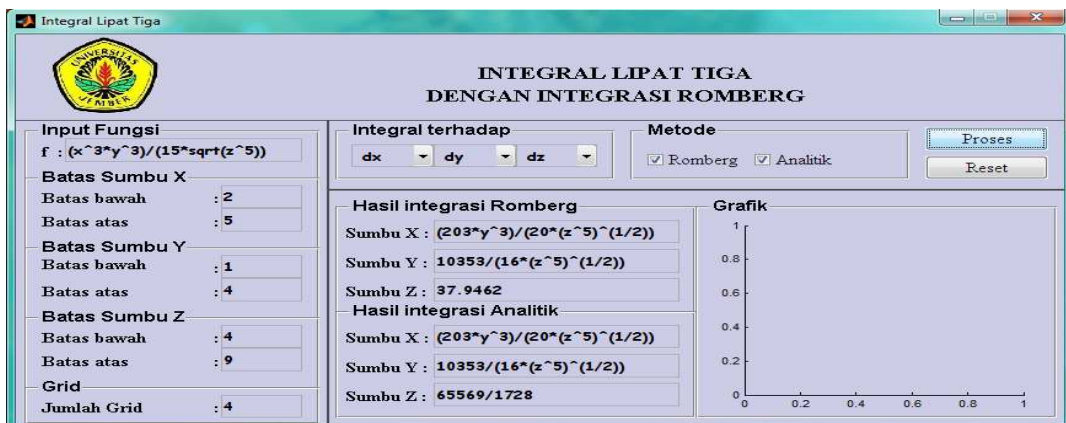 Integral Lipat Tiga
UNIVERSITAS
JEMBER
INTEGRAL LIPAT TIGA
DENGAN INTEGRASI ROMBERG
Input Fungsi
f : (x^3*y^3)/(15*sqrt(z^5))
Batas Sumbu X
Batas bawah : 2
Batas atas : 5
Batas Sumbu Y
Batas bawah : 1
Batas atas : 4
Batas Sumbu Z
Batas bawah : 4
Batas atas : 9
Grid
Jumlah Grid : 4
Integral terhadap
dx dy dz
Metode
Romberg Analitik
Proses
Reset
Hasil integrasi Romberg
Sumbu X : (203*y^3)/(20*(z^5)^(1/2))
Sumbu Y : 10353/(16*(z^5)^(1/2))
Sumbu Z : 37.9462
Hasil integrasi Analitik
Sumbu X : (203*y^3)/(20*(z^5)^(1/2))
Sumbu Y : 10353/(16*(z^5)^(1/2))
Sumbu Z : 65569/1728
Grafik
1
0.8
0.6
0.4
0.2
0
0 0.2 0.4 0.6 0.8 1